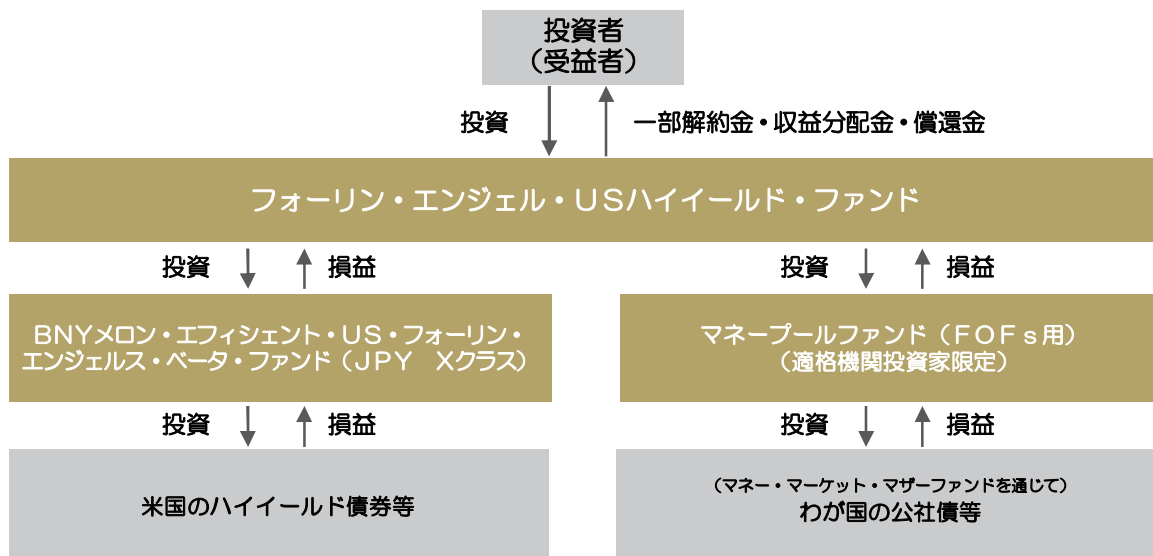 投資者
（受益者）
投資
一部解約金・収益分配金・償還金
フォーリン・エンジェル・ＵＳハイイールド・ファンド
投資
損益
投資
損益
ＢＮＹメロン・エフィシェント・ＵＳ・フォーリン・
エンジェルス・ベータ・ファンド（ＪＰＹ　Ｘクラス）
マネープールファンド（ＦＯＦｓ用）
（適格機関投資家限定）
投資
損益
投資
損益
米国のハイイールド債券等
（マネー・マーケット・マザーファンドを通じて）
わが国の公社債等